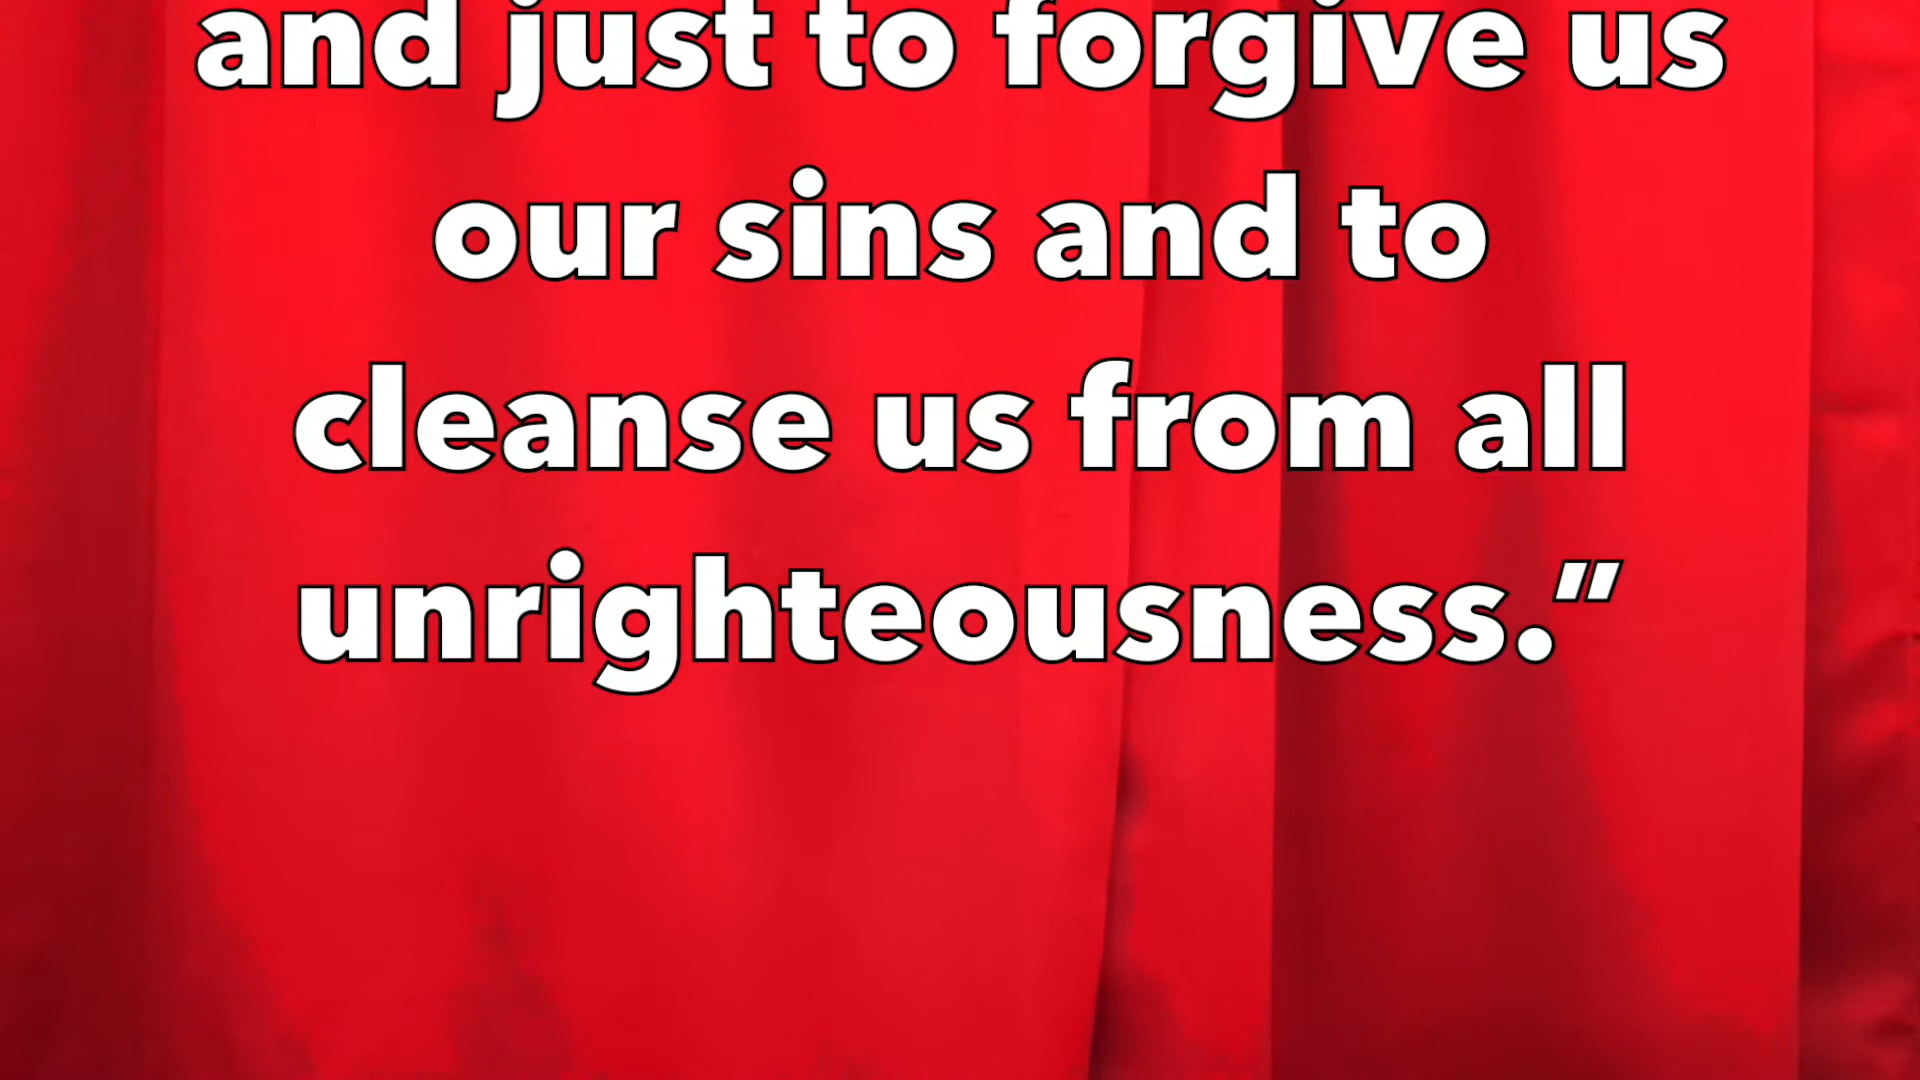 and just to forgive us
our sins and to
cleanse us from all
unrighteousness.”